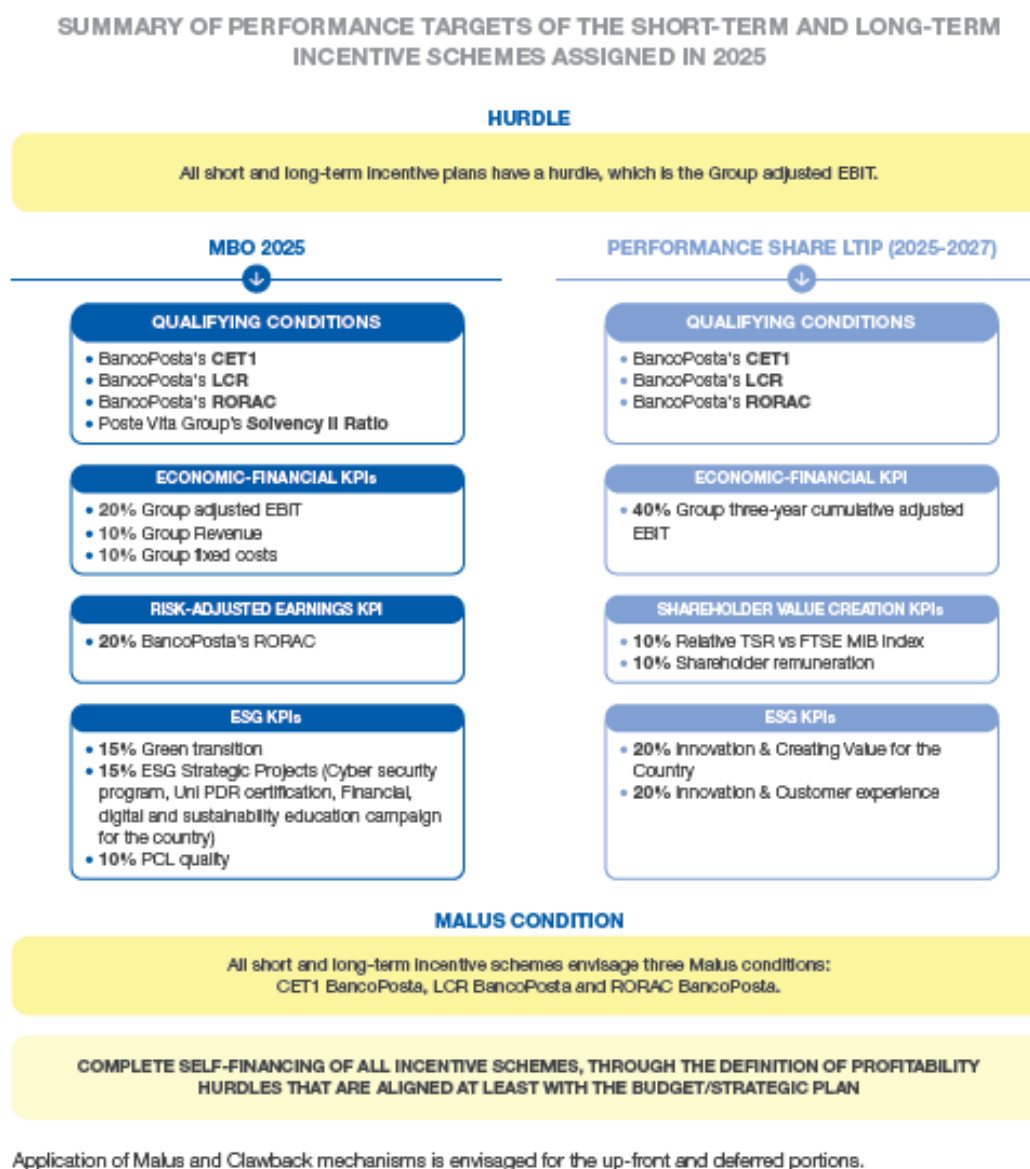 SUMMARY OF PERFORMANCE TARGETS OF THE SHORT-TERM AND LONG-TERM
INCENTIVE SCHEMES ASSIGNED IN 2025
HURDLE
All short and long-term incentive plans have a hurdle, which is the Group adjusted EBIT.
MBO 2025
QUALIFYING CONDITIONS
• BancoPosta's CET1
• BancoPosta's LCR
• BancoPosta's RORAC
• Poste Vita Group's Solvency II Ratio
ECONOMIC-FINANCIAL KPIs
• 20% Group adjusted EBIT
• 10% Group Revenue
• 10% Group fixed costs
RISK-ADJUSTED EARNINGS KPI
• 20% BancoPosta's RORAC
ESG KPIs
• 15% Green transition
• 15% ESG Strategic Projects (Cyber security
program, Uni PDR certification, Financial,
digital and sustainability education campaign
for the country)
• 10% PCL quality
PERFORMANCE SHARE LTIP (2025-2027)
QUALIFYING CONDITIONS
• BancoPosta's CET1
• BancoPosta's LCR
• BancoPosta's RORAC
ECONOMIC-FINANCIAL KPI
• 40% Group three-year cumulative adjusted
EBIT
SHAREHOLDER VALUE CREATION KPIs
• 10% Relative TSR vs FTSE MIB Index
• 10% Shareholder remuneration
ESG KPIs
• 20% Innovation & Creating Value for the
Country
• 20% Innovation & Customer experience
MALUS CONDITION
All short and long-term incentive schemes envisage three Malus conditions:
CET1 BancoPosta, LCR BancoPosta and RORAC BancoPosta.
COMPLETE SELF-FINANCING OF ALL INCENTIVE SCHEMES, THROUGH THE DEFINITION OF PROFITABILITY
HURDLES THAT ARE ALIGNED AT LEAST WITH THE BUDGET/STRATEGIC PLAN
Application of Malus and Clawback mechanisms is envisaged for the up-front and deferred portions.